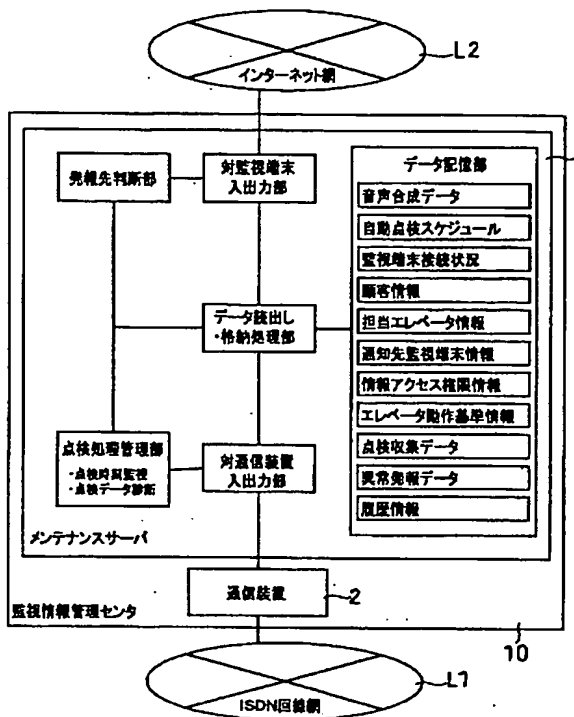 L2
インターネット網
発報先判断部
対監視端末
入出力部
データ記憶部
音声合成データ
自動点検スケジュール
監視端末接続状況
顧客情報
担当エレベータ情報
通知先監視端末情報
情報アクセス権限情報
エレベータ動作基準情報
点検収集データ
異常発報データ
履歴情報
データ読出し
・格納処理部
点検処理管理部
・点検時間監視
・点検データ診断
対通信装置
入出力部
メンテナンスサーバ
通信装置
2
監視情報管理センタ
10
L1
ISDN回線網